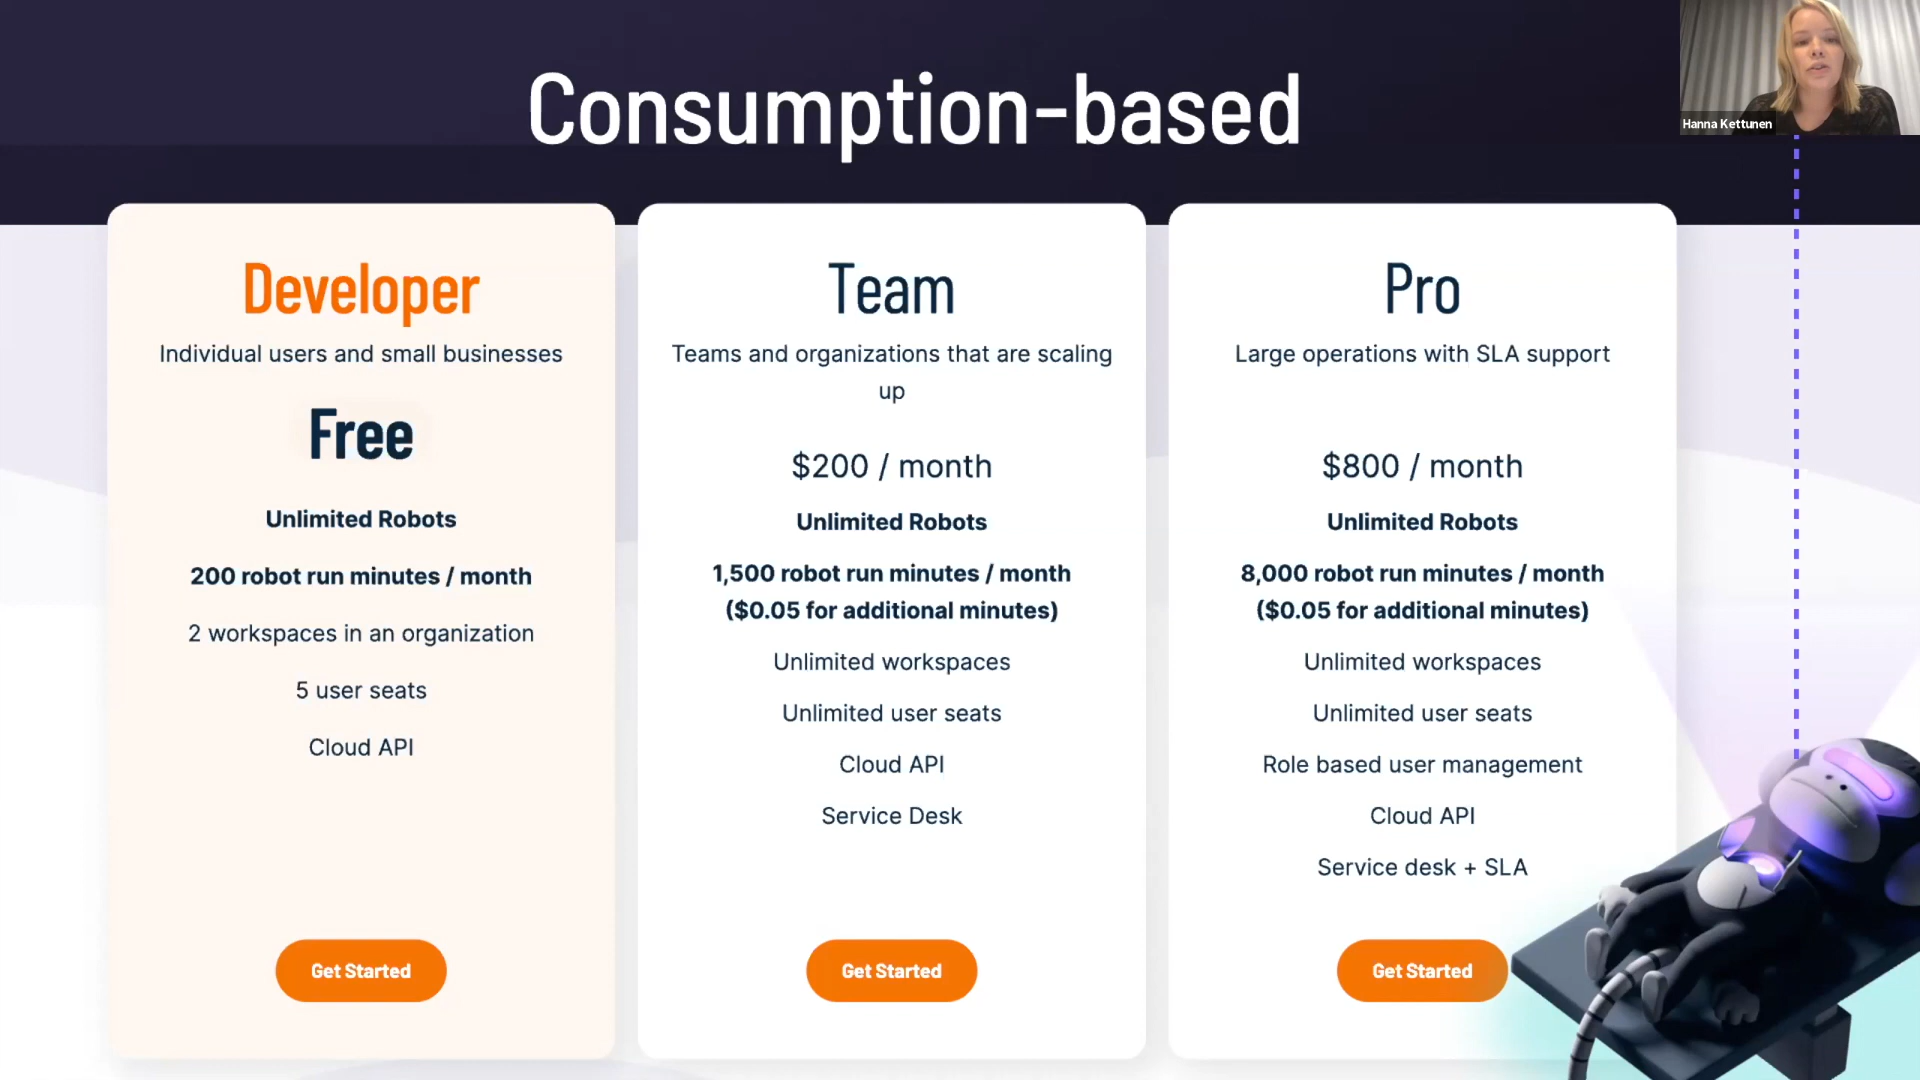 Consumption-based
Hanna Kettunen
Developer
Individual users and small businesses
Free
Unlimited Robots
200 robot run minutes / month
2 workspaces in an organization
5 user seats
Cloud API
Get Started
Team
Teams and organizations that are scaling
up
$200 / month
Unlimited Robots
1,500 robot run minutes / month
($0.05 for additional minutes)
Unlimited workspaces
Unlimited user seats
Cloud API
Service Desk
Get Started
Pro
Large operations with SLA support
$800 / month
Unlimited Robots
8,000 robot run minutes / month
($0.05 for additional minutes)
Unlimited workspaces
Unlimited user seats
Role based user management
Cloud API
Service desk + SLA
Get Started